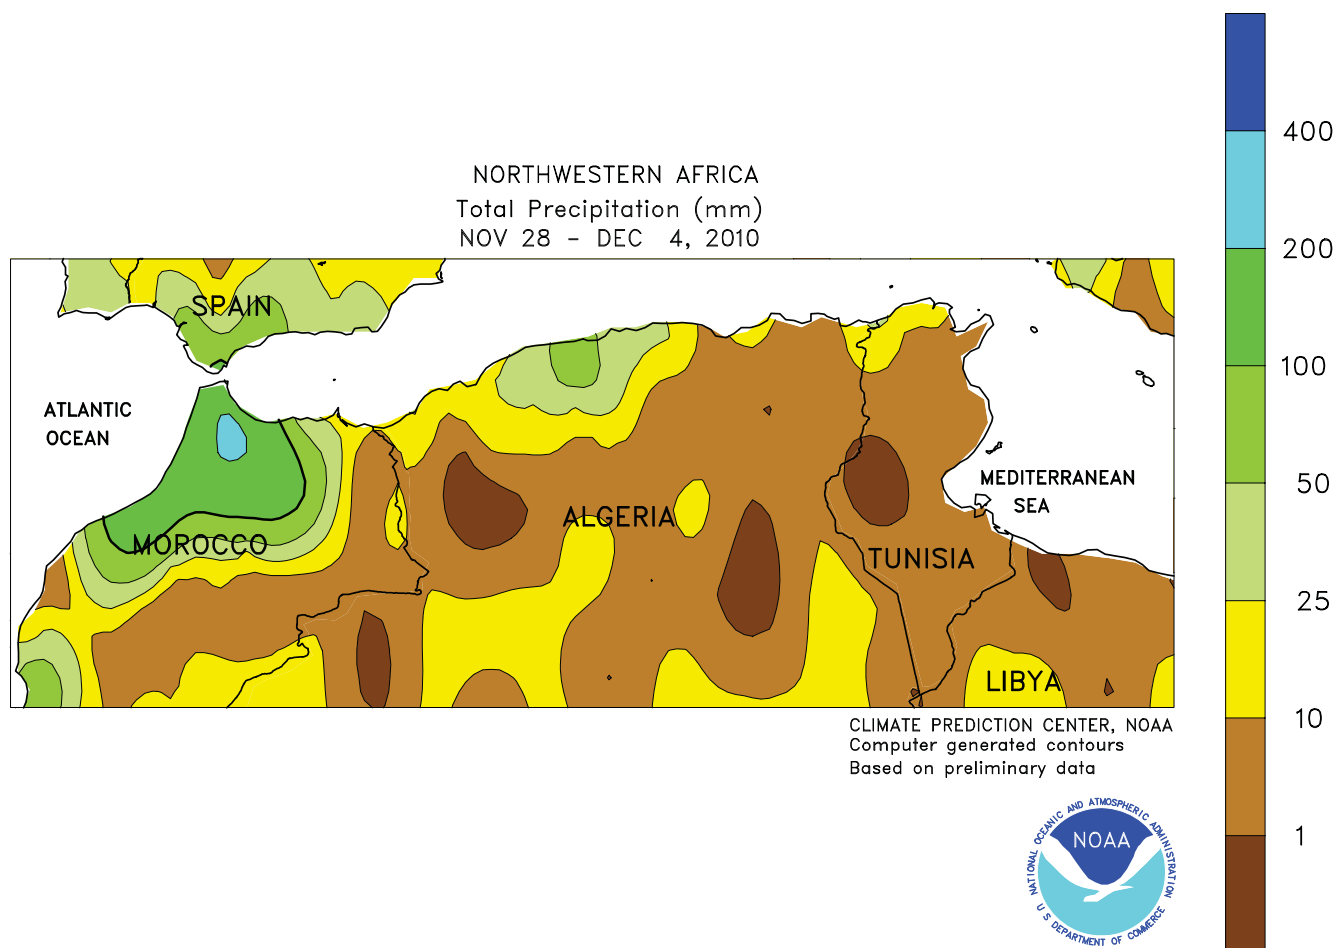 NORTHWESTERN AFRICA
Total Precipitation (mm)
NOV 28 - DEC 4, 2010
SPAIN
ATLANTIC
OCEAN
MOROCCO
ALGERIA
TUNISIA
MEDITERRANEAN
SEA
LIBYA
400
200
100
50
25
10
1
CLIMATE PREDICTION CENTER, NOAA
Computer generated contours
Based on preliminary data
NATIONAL OCEANIC AND ATMOSPHERIC ADMINISTRATION
NOAA
U S DEPARTMENT OF COMMERCE